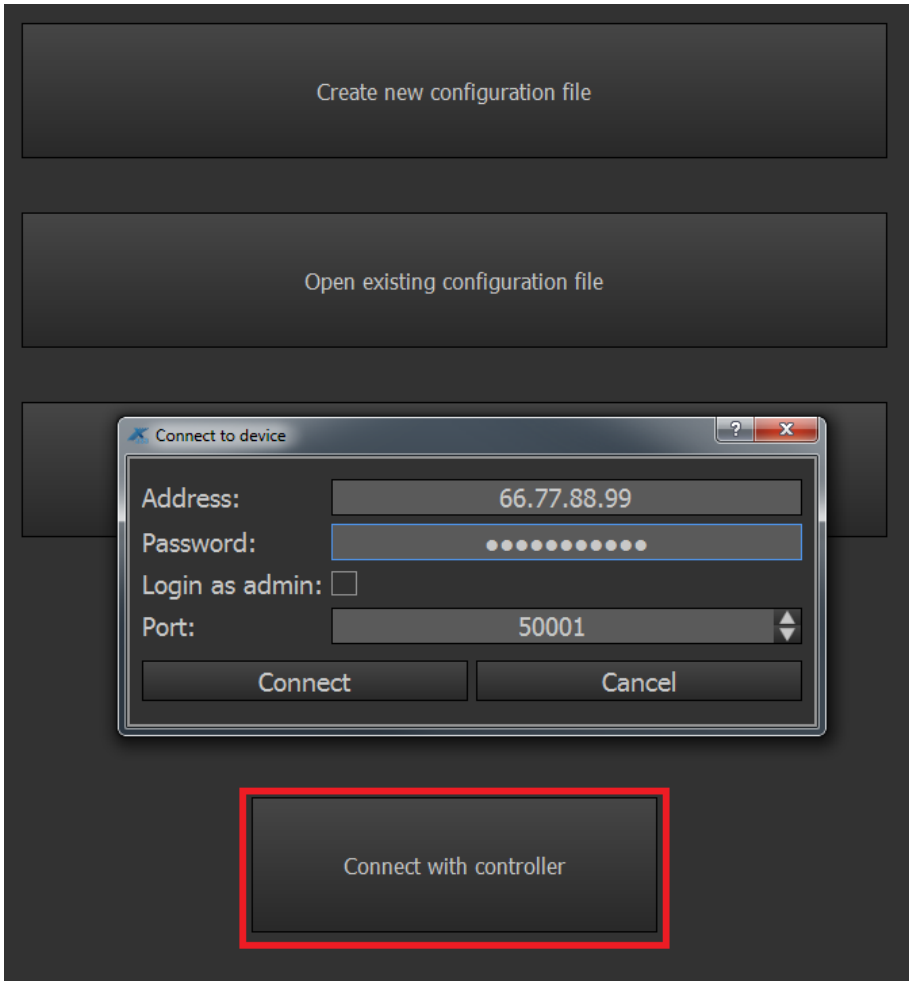 Create new configuration file
Open existing configuration file
Connect to device
Address: 66.77.88.99
Password: ●●●●●●●●●●●
Login as admin:
Port: 50001
Connect Cancel
Connect with controller